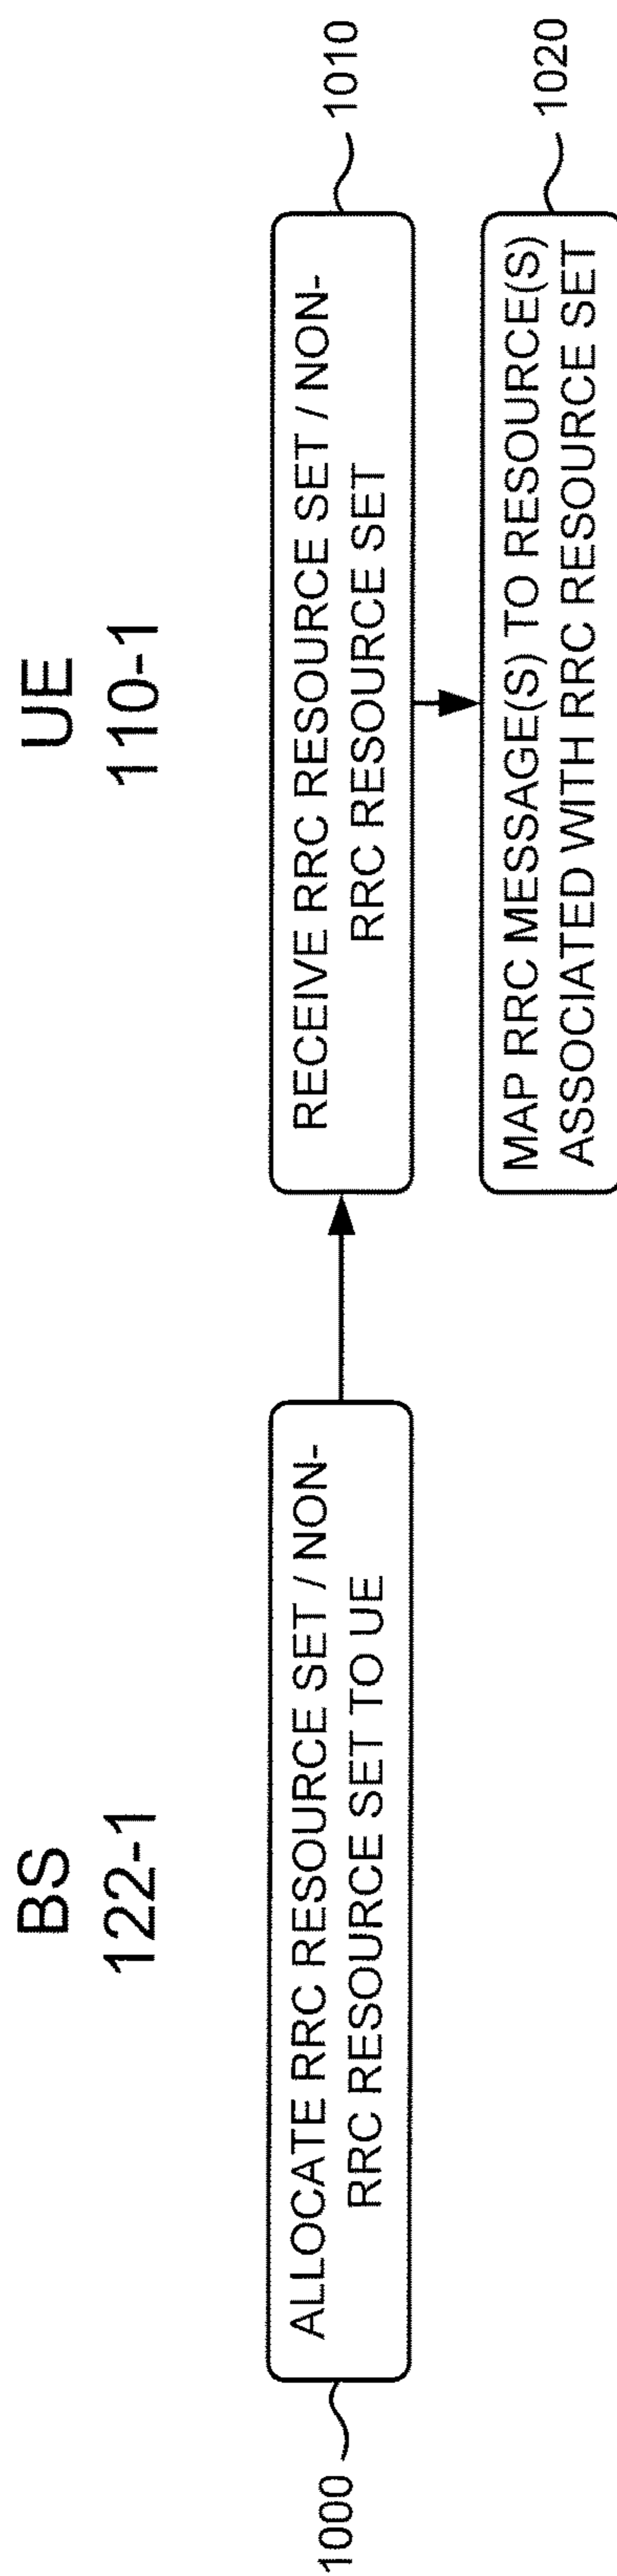 BS
122-1
UE
110-1
1000
ALLOCATE RRC RESOURCE SET / NON-
RRC RESOURCE SET TO UE
RECEIVE RRC RESOURCE SET / NON-
RRC RESOURCE SET
1010
MAP RRC MESSAGE(S) TO RESOURCE(S)
ASSOCIATED WITH RRC RESOURCE SET
1020